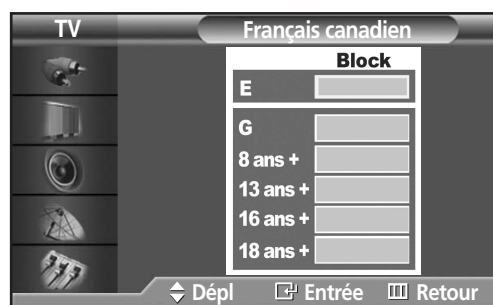 TV Français canadien
Block
E
G
8 ans +
13 ans +
16 ans +
18 ans +
Dépl Entrée Retour